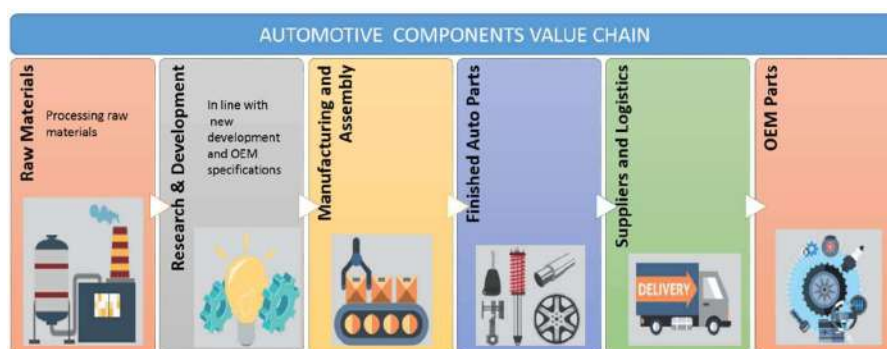 AUTOMOTIVE COMPONENTS VALUE CHAIN
Raw Materials
Processing raw
materials
Research & Development
In line with
new
development
and OEM
specifications
Manufacturing and
Assembly
Finished Auto Parts
Suppliers and Logistics
DELIVERY
OEM Parts